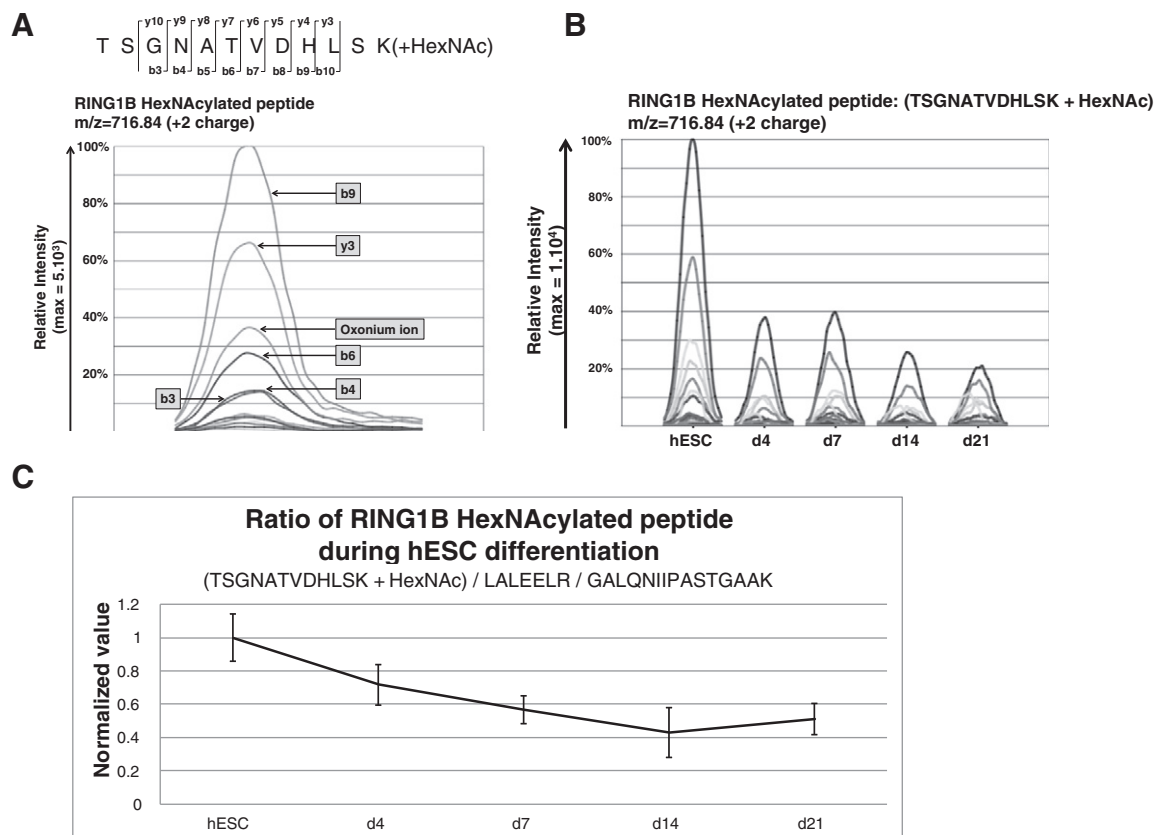 A
y10 y9 y8 y7 y6 y5 y4 y3
T S G N A T V D H L S K(+HexNAc)
b3 b4 b5 b6 b7 b8 b9 b10
RING1B HexNAcylated peptide
m/z=716.84 (+2 charge)
Relative Intensity
(max = 5.10³)
100%
80%
60%
40%
20%
b9
y3
Oxonium ion
b6
b4
b3
B
RING1B HexNAcylated peptide: (TSGNATVDHLSK + HexNAc)
m/z=716.84 (+2 charge)
Relative Intensity
(max = 1.10⁴)
100%
80%
60%
40%
20%
hESC d4 d7 d14 d21
C
Ratio of RING1B HexNAcylated peptide
during hESC differentiation
(TSGNATVDHLSK + HexNAc) / LALEELR / GALQNIIPASTGAAK
Normalized value
1.2
1
0.8
0.6
0.4
0.2
0
hESC d4 d7 d14 d21